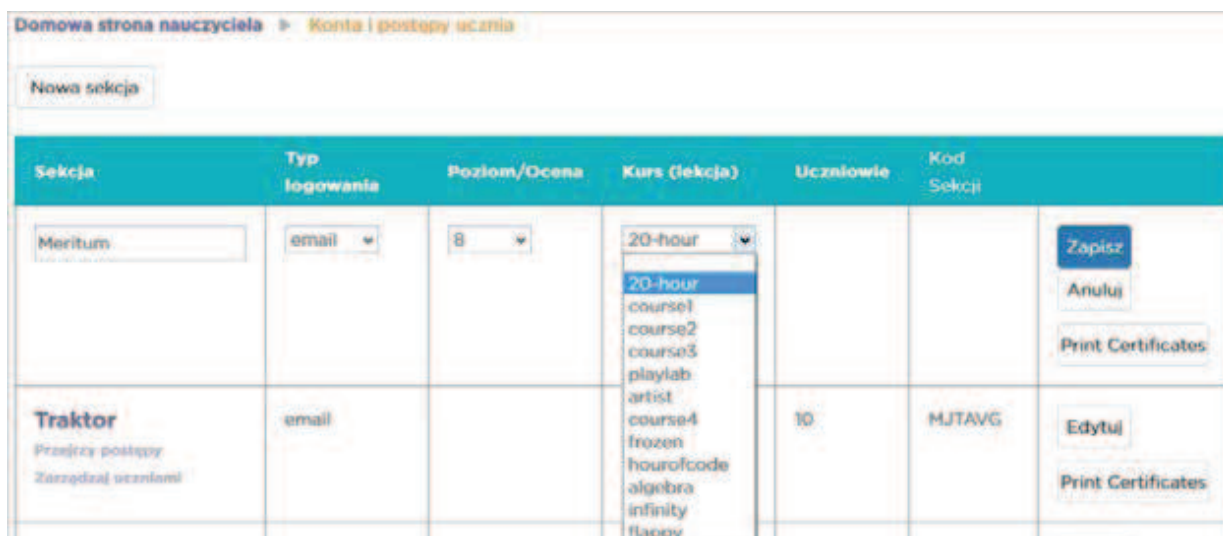 Domowa strona nauczyciela ▶ Konta i postępy ucznia
Nowa sekcja
Sekcja
Typ
logowania
Poziom/Ocena
Kurs (lekcja)
Uczniowie
Kod
Sekcji
Meritum
email
8
20-hour
Zapisz
Anuluj
Print Certificates
20-hour
course1
course2
course3
playlab
artist
course4
frozen
hourofcode
algebra
infinity
flappy
Traktor
Przejrzy postępy
Zarządzaj uczniami
email
10
MJTAVG
Edytuj
Print Certificates